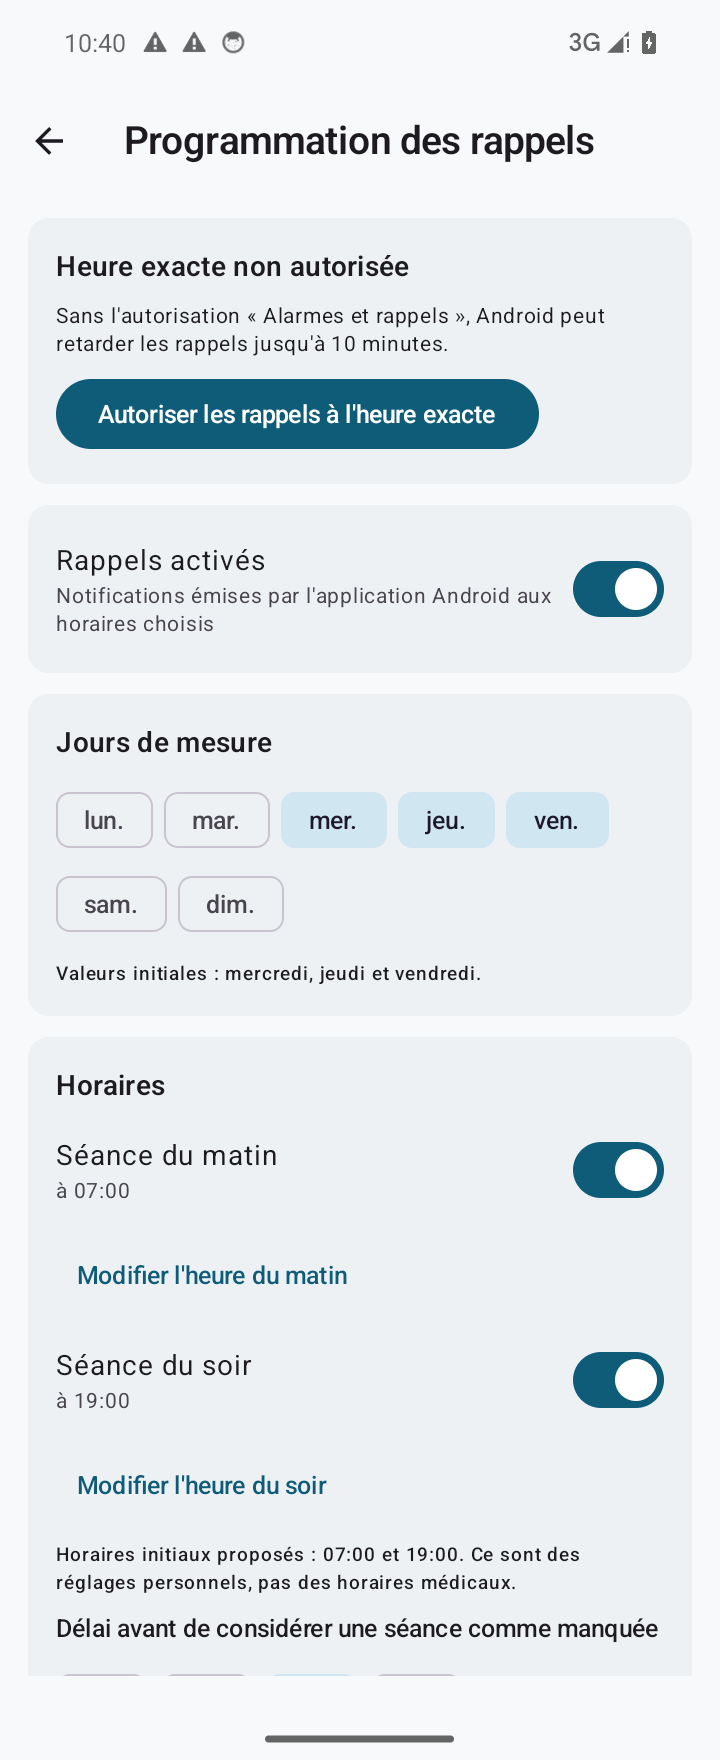 10:40
3G
Programmation des rappels
Heure exacte non autorisée
Sans l'autorisation « Alarmes et rappels », Android peut
retarder les rappels jusqu'à 10 minutes.
Autoriser les rappels à l'heure exacte
Rappels activés
Notifications émises par l'application Android aux
horaires choisis
Jours de mesure
lun. mar. mer. jeu. ven.
sam. dim.
Valeurs initiales : mercredi, jeudi et vendredi.
Horaires
Séance du matin
à 07:00
Modifier l'heure du matin
Séance du soir
à 19:00
Modifier l'heure du soir
Horaires initiaux proposés : 07:00 et 19:00. Ce sont des
réglages personnels, pas des horaires médicaux.
Délai avant de considérer une séance comme manquée